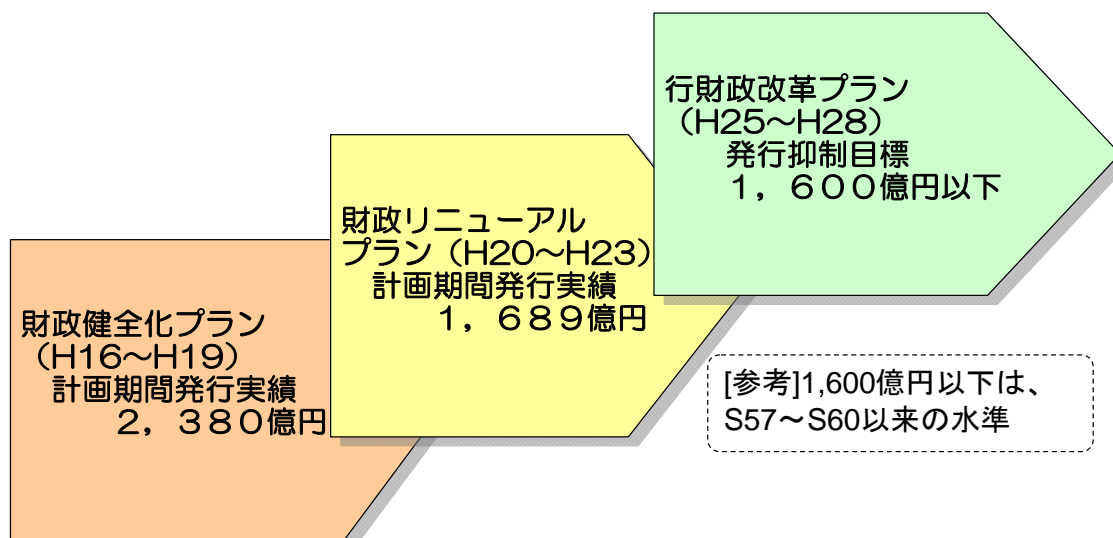 行財政改革プラン
（H25～H28）
発行抑制目標
１，６００億円以下
財政リニューアル
プラン（H20～H23）
計画期間発行実績
１，６８９億円
財政健全化プラン
（H16～H19）
計画期間発行実績
２，３８０億円
[参考]1,600億円以下は、
S57～S60以来の水準